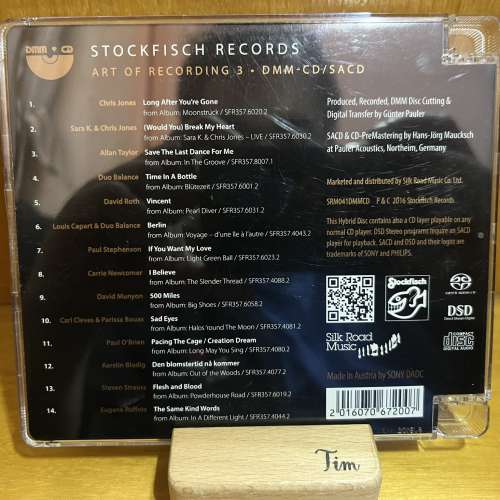 DMM CD
STOCKFISCH RECORDS
ART OF RECORDING 3 • DMM-CD/SACD
1. Chris Jones Long After You're Gone
from Album: Moonstruck / SFR357.6020.2
2. Sara K. & Chris Jones (Would You) Break My Heart
from Album: Sara K. & Chris Jones – LIVE / SFR357.6030.2
3. Allan Taylor Save The Last Dance For Me
from Album: In The Groove / SFR357.8007.1
4. Duo Balance Time In A Bottle
from Album: Blütezeit / SFR357.6001.2
5. David Roth Vincent
from Album: Pearl Diver / SFR357.6031.2
6. Louis Capart & Duo Balance Berlin
from Album: Voyage – d'une île à l'autre / SFR357.4043.2
7. Paul Stephenson If You Want My Love
from Album: Light Green Ball / SFR357.6023.2
8. Carrie Newcomer I Believe
from Album: The Slender Thread / SFR357.4088.2
9. David Munyon 500 Miles
from Album: Big Shoes / SFR357.6058.2
10. Carl Cleves & Parissa Bouas Sad Eyes
from Album: Halos 'round The Moon / SFR357.4081.2
11. Paul O'Brien Pacing The Cage / Creation Dream
from Album: Long May You Sing / SFR357.4080.2
12. Kerstin Blodig Den blomstertid nå kommer
from Album: Out of the Woods / SFR357.4077.2
13. Steven Strauss Flesh and Blood
from Album: Powderhouse Road / SFR357.6019.2
14. Eugene Ruffolo The Same Kind Words
from Album: In A Different Light / SFR357.4044.2
Produced, Recorded, DMM Disc Cutting &
Digital Transfer by Günter Pauler
SACD & CD-PreMastering by Hans-Jörg Maucksch
at Pauler Acoustics, Northeim, Germany
Marketed and distributed by Silk Road Music Co. Ltd.
SRM041DMMCD P & C 2016 Stockfisch Records.
This Hybrid Disc contains also a CD layer playable on any
normal CD player. DSD Stereo programs require an SACD
player for playback. SACD and DSD and their logos are
trademarks of SONY and PHILIPS.
Stockfisch
SUPER AUDIO CD
DSD
Direct Stream Digital
Silk Road
Music
COMPACT
disc
DIGITAL AUDIO
Made in Austria by SONY DADC
2 016070 672007
Tim